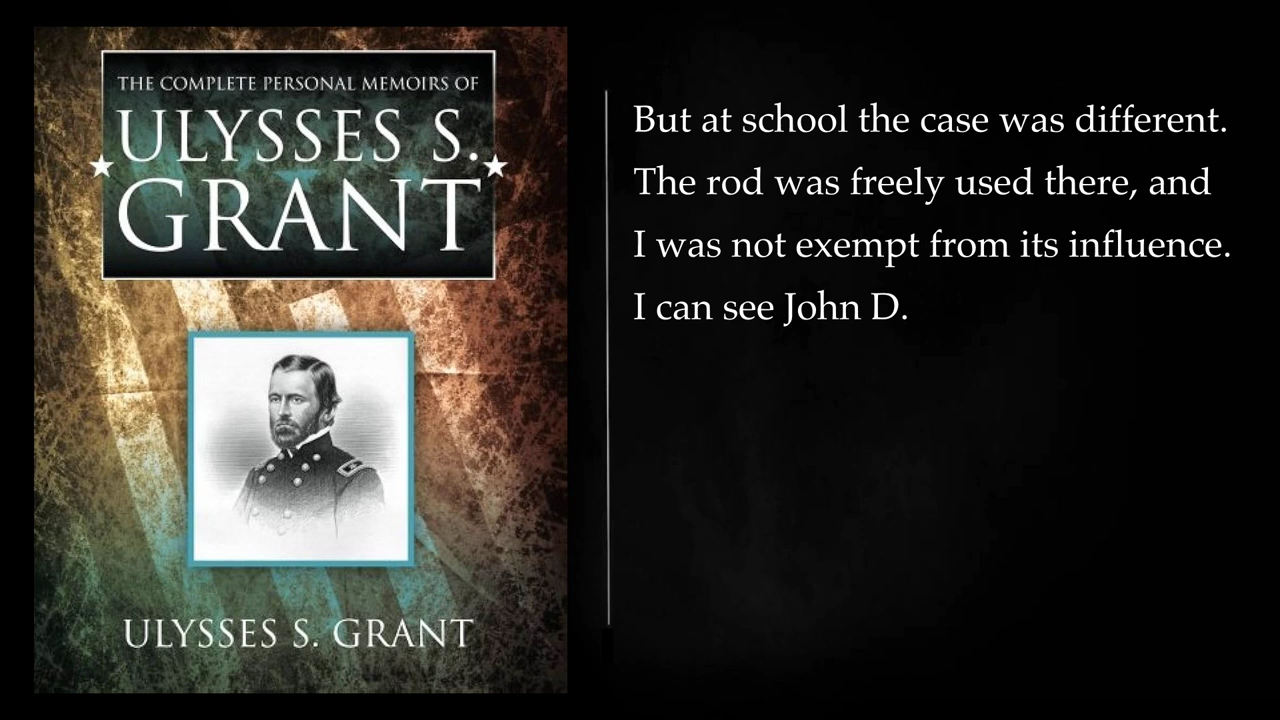 THE COMPLETE PERSONAL MEMOIRS OF
ULYSSES S.
GRANT
ULYSSES S. GRANT
But at school the case was different.
The rod was freely used there, and
I was not exempt from its influence.
I can see John D.